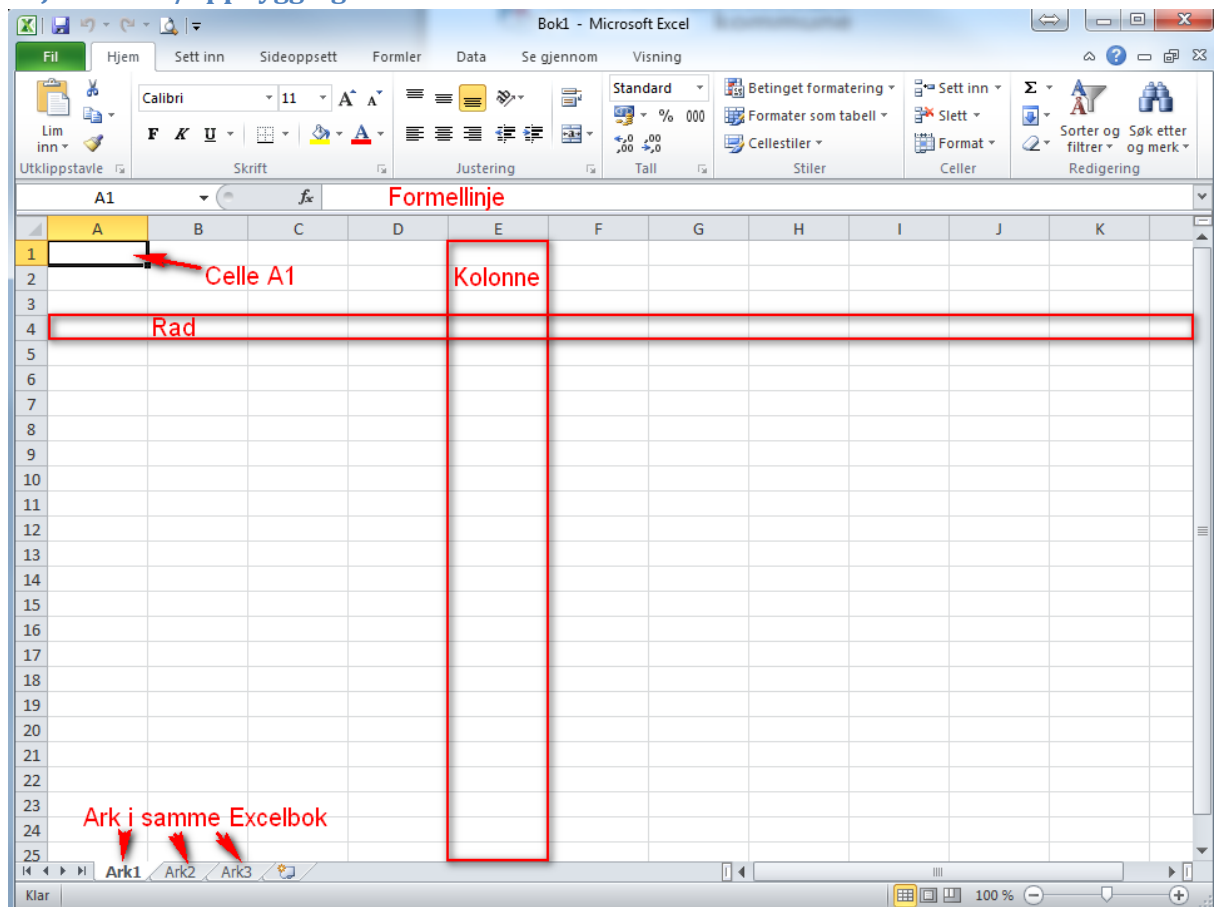 Bok1 - Microsoft Excel
Fil Hjem Sett inn Sideoppsett Formler Data Se gjennom Visning
Lim inn
Utklippstavle
Calibri 11 A A
F K U A
Skrift
Justering
Standard
% 000
,0 ,00
,00 ,0
Tall
Betinget formatering
Formater som tabell
Cellestiler
Stiler
Sett inn
Slett
Format
Celler
Σ
Sorter og filtrer
Søk etter og merk
Redigering
A1 fx Formellinje
A B C D E F G H I J K
1
2 Celle A1 Kolonne
3
4 Rad
5
6
7
8
9
10
11
12
13
14
15
16
17
18
19
20
21
22
23
24 Ark i samme Excelbok
25
Ark1 Ark2 Ark3
Klar 100 %